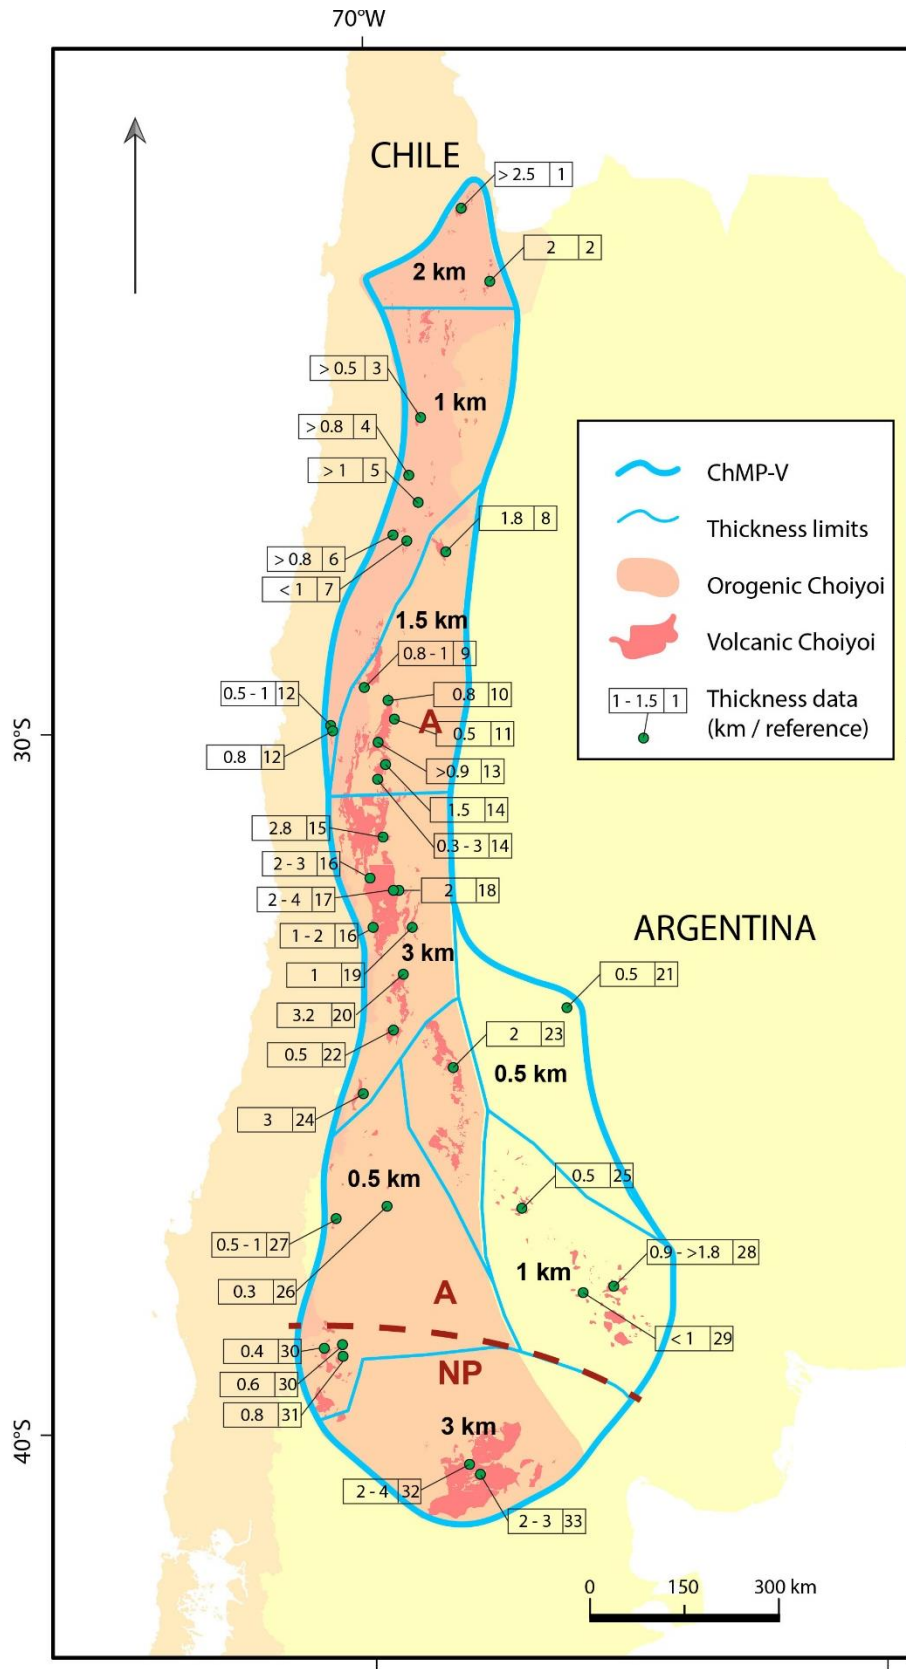 70°W
CHILE
> 2.5 1
2 2
2 km
> 0.5 3
1 km
> 0.8 4
> 1 5
1.8 8
> 0.8 6
< 1 7
1.5 km
0.8 - 1 9
0.5 - 1 12
0.8 10
A
0.5 11
30°S
0.8 12
>0.9 13
1.5 14
2.8 15
0.3 - 3 14
2 - 3 16
2 - 4 17
2 18
1 - 2 16
3 km
1 19
ARGENTINA
0.5 21
3.2 20
0.5 22
2 23
0.5 km
3 24
0.5 km
0.5 25
0.5 - 1 27
0.3 26
1 km
0.9 - >1.8 28
A
< 1 29
0.4 30
NP
0.6 30
0.8 31
3 km
40°S
2 - 4 32
2 - 3 33
ChMP-V
Thickness limits
Orogenic Choiyoi
Volcanic Choiyoi
1 - 1.5 1
Thickness data
(km / reference)
0 150 300 km